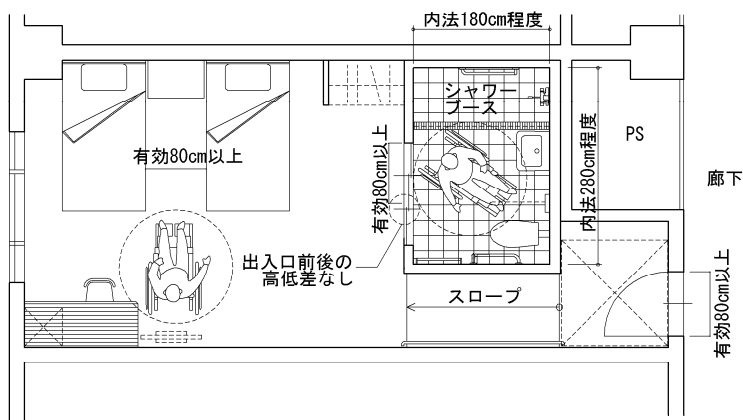 内法180cm程度
シャワー
ブース
有効80cm以上
有効80cm以上
内法280cm程度
PS
廊下
出入口前後の
高低差なし
スロープ
有効80cm以上